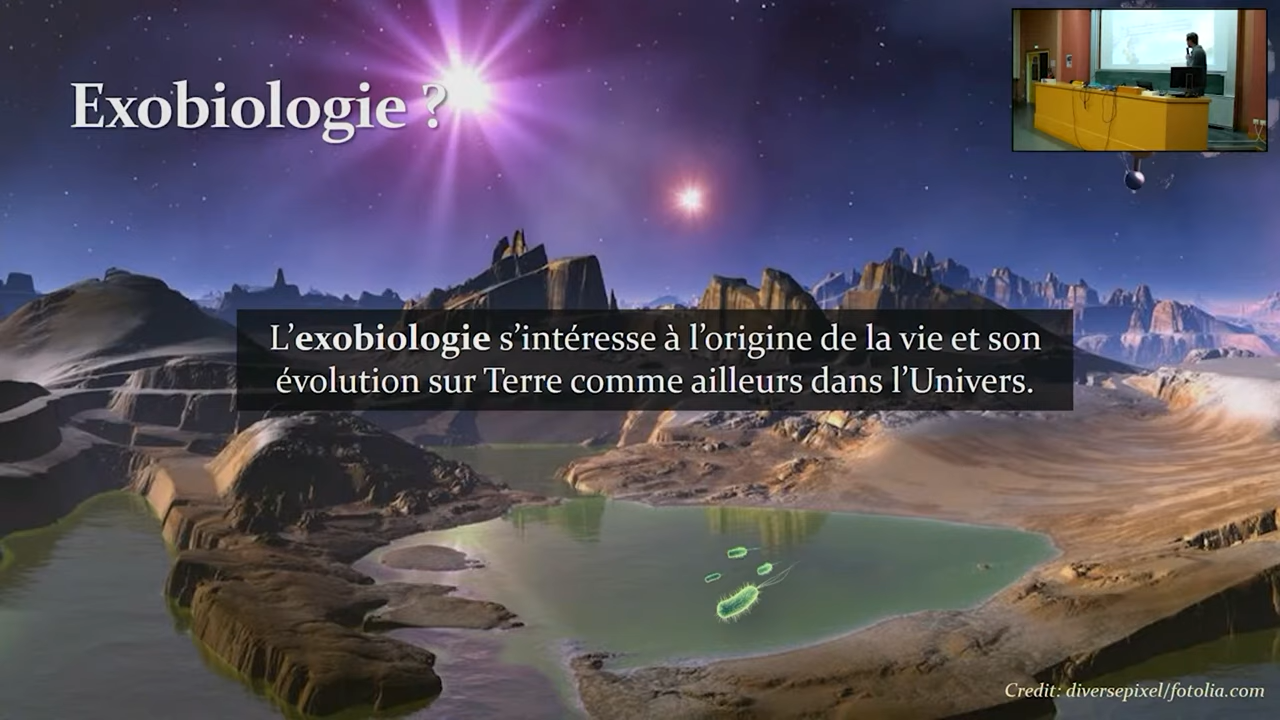 Exobiologie ?
L’exobiologie s’intéresse à l’origine de la vie et son
évolution sur Terre comme ailleurs dans l’Univers.
Credit: diversepixel/fotolia.com